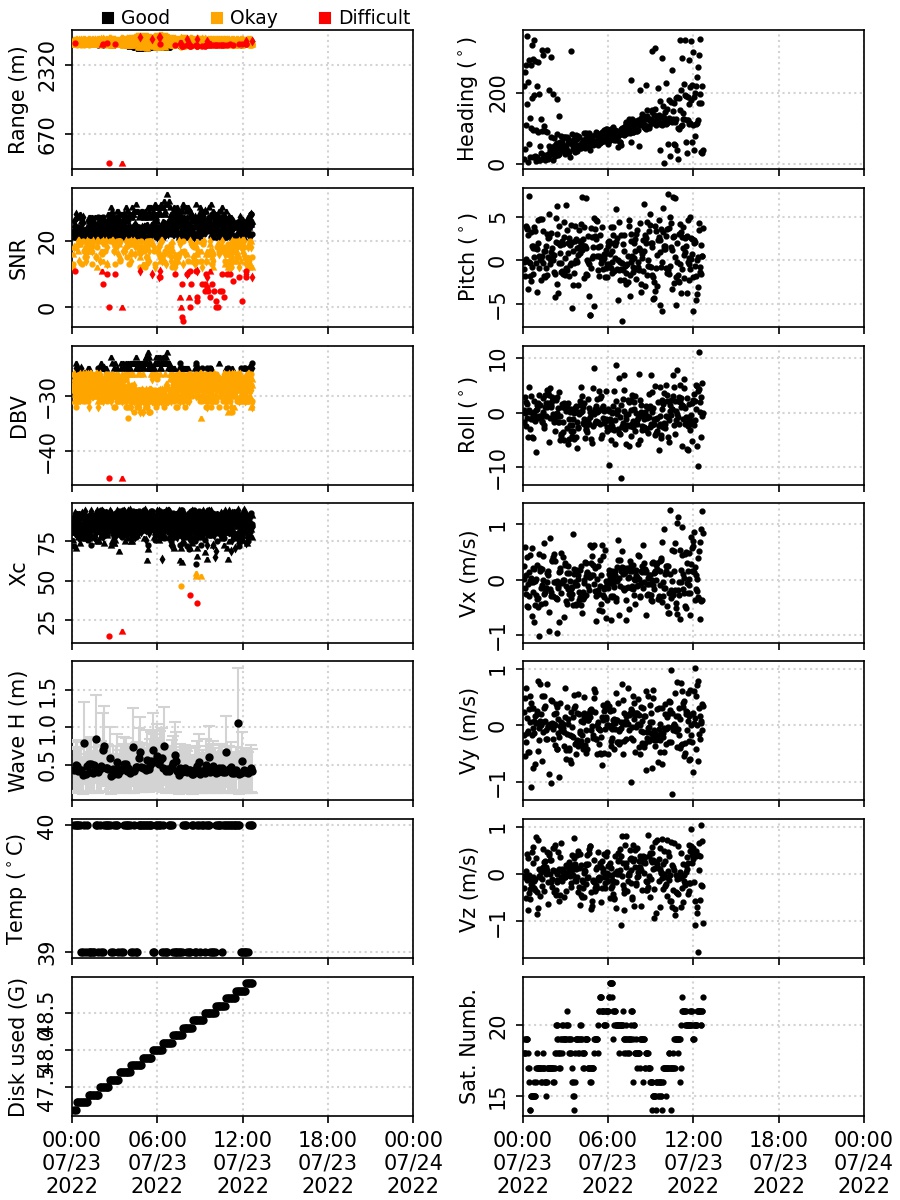 Good Okay Difficult
Range (m)
2320
670
Heading (°)
200
0
SNR
20
0
Pitch (°)
5
0
−5
DBV
−30
−40
Roll (°)
10
0
−10
Xc
75
50
25
Vx (m/s)
1
0
−1
Wave H (m)
1.5
1.0
0.5
Vy (m/s)
1
0
−1
Temp (°C)
40
39
Vz (m/s)
1
0
−1
Disk used (G)
48.5
48.0
47.5
Sat. Numb.
20
15
00:00 06:00 12:00 18:00 00:00
07/23 07/23 07/23 07/23 07/24
2022 2022 2022 2022 2022
00:00 06:00 12:00 18:00 00:00
07/23 07/23 07/23 07/23 07/24
2022 2022 2022 2022 2022